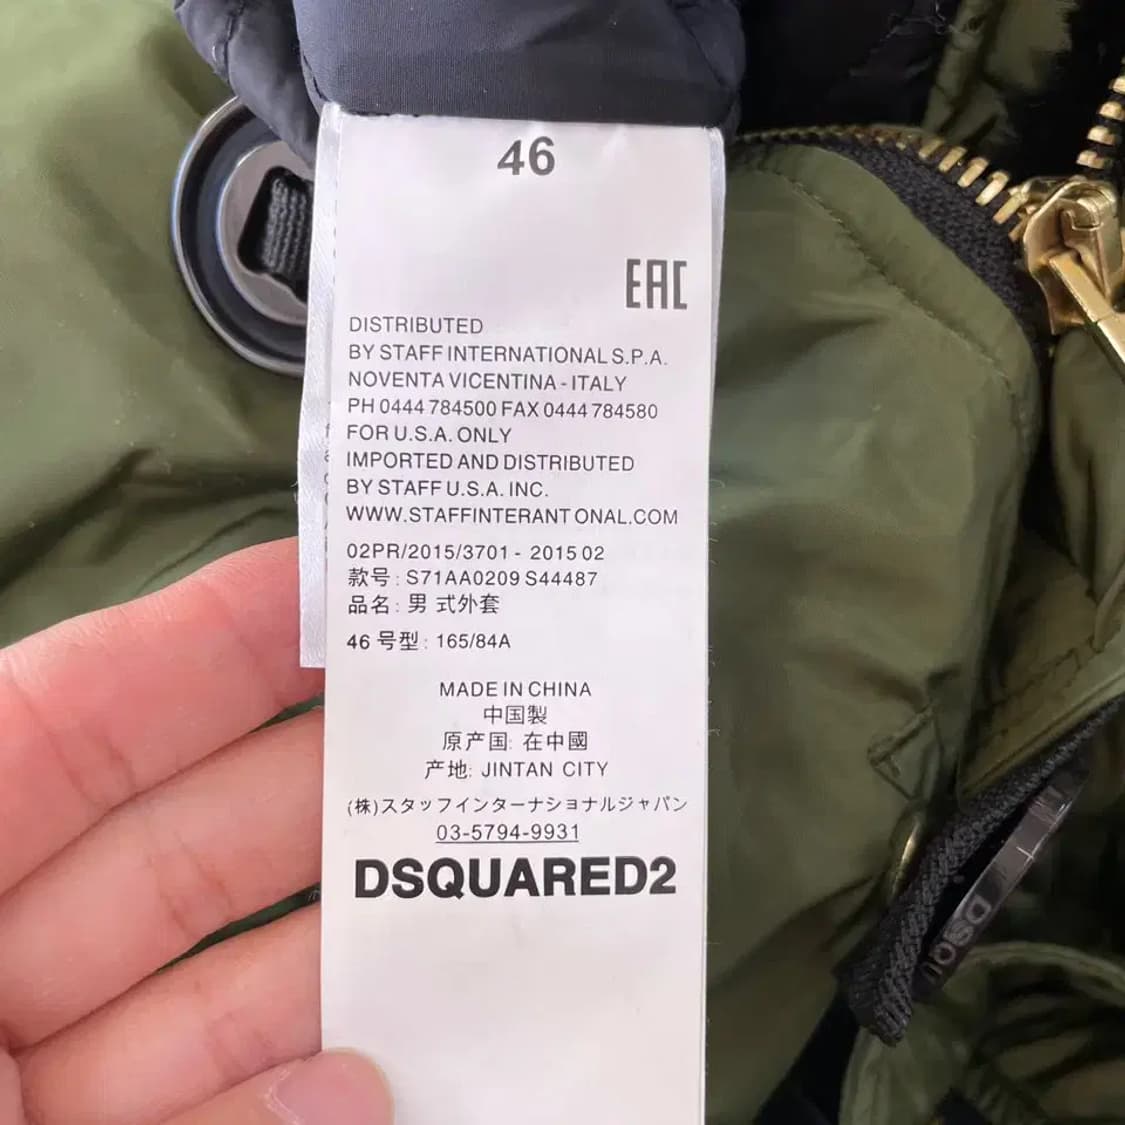 46
EAC
DISTRIBUTED
BY STAFF INTERNATIONAL S.P.A.
NOVENTA VICENTINA - ITALY
PH 0444 784500 FAX 0444 784580
FOR U.S.A. ONLY
IMPORTED AND DISTRIBUTED
BY STAFF U.S.A. INC.
WWW.STAFFINTERANT ONAL.COM
02PR/2015/3701 - 2015 02
款号: S71AA0209 S44487
品名: 男 式外套
46 号型: 165/84A
MADE IN CHINA
中国製
原产国: 在中國
产地: JINTAN CITY
(株)スタッフインターナショナルジャパン
03-5794-9931
DSQUARED2
DSQU